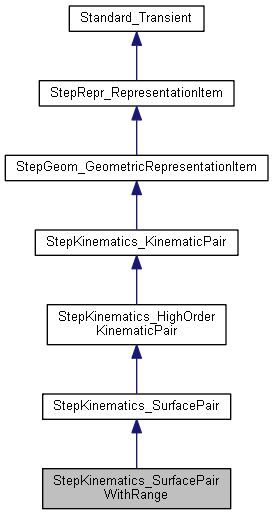 Standard_Transient
StepRepr_RepresentationItem
StepGeom_GeometricRepresentationItem
StepKinematics_KinematicPair
StepKinematics_HighOrder
KinematicPair
StepKinematics_SurfacePair
StepKinematics_SurfacePair
WithRange